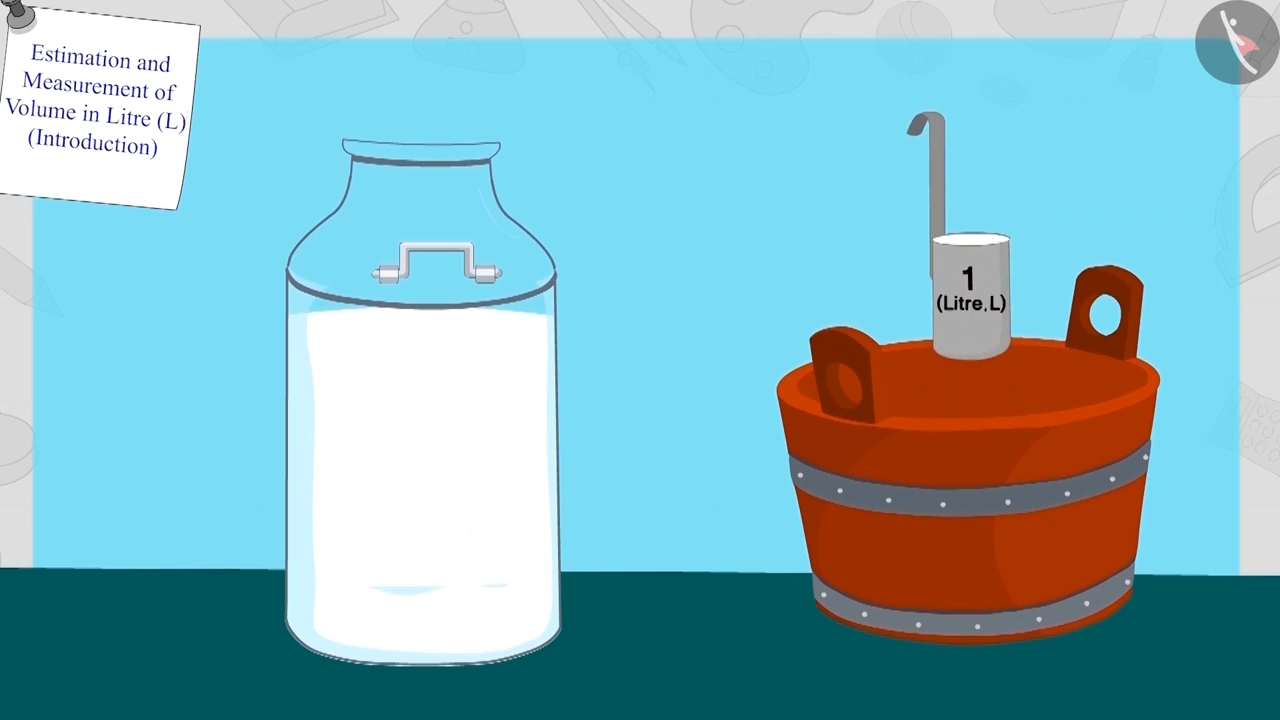 Estimation and
Measurement of
Volume in Litre (L)
(Introduction)
1
(Litre.L)